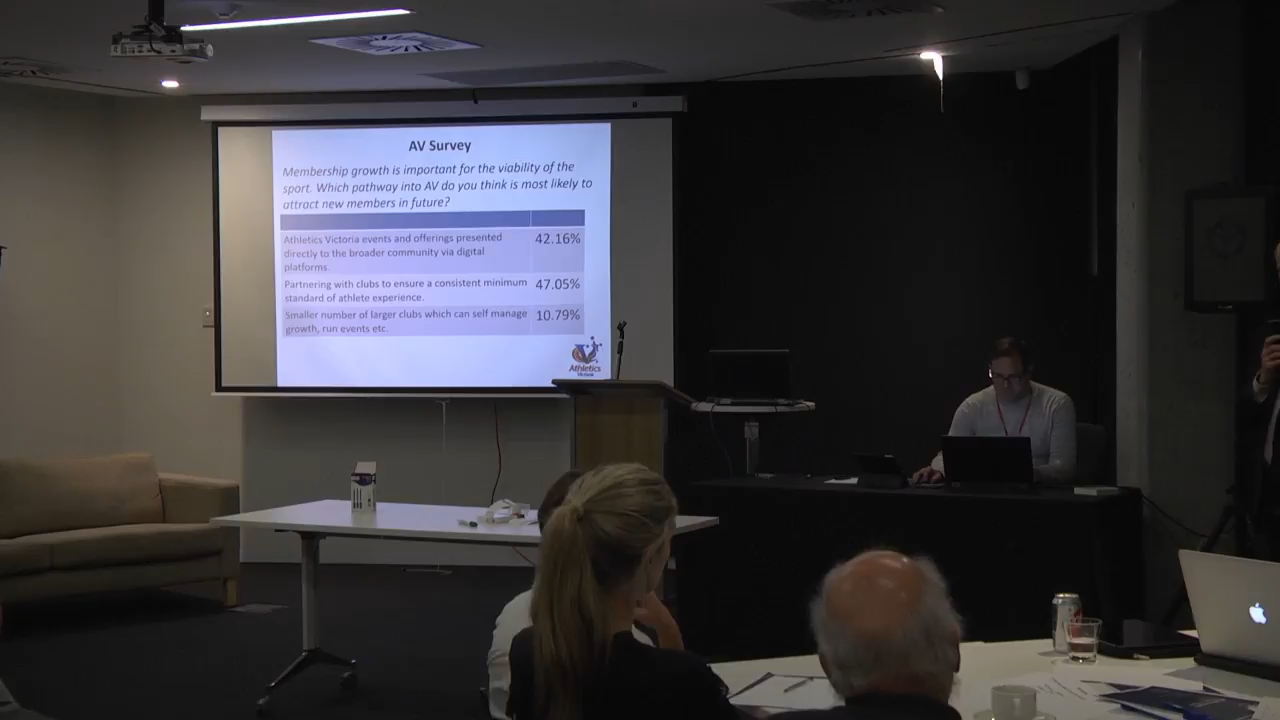 AV Survey
Membership growth is important for the viability of the
sport. Which pathway into AV do you think is most likely to
attract new members in future?
Athletics Victoria events and offerings presented
directly to the broader community via digital
platforms.
42.16%
Partnering with clubs to ensure a consistent minimum
standard of athlete experience.
47.05%
Smaller number of larger clubs which can self manage
growth, run events etc.
10.79%
Athletics
Victoria